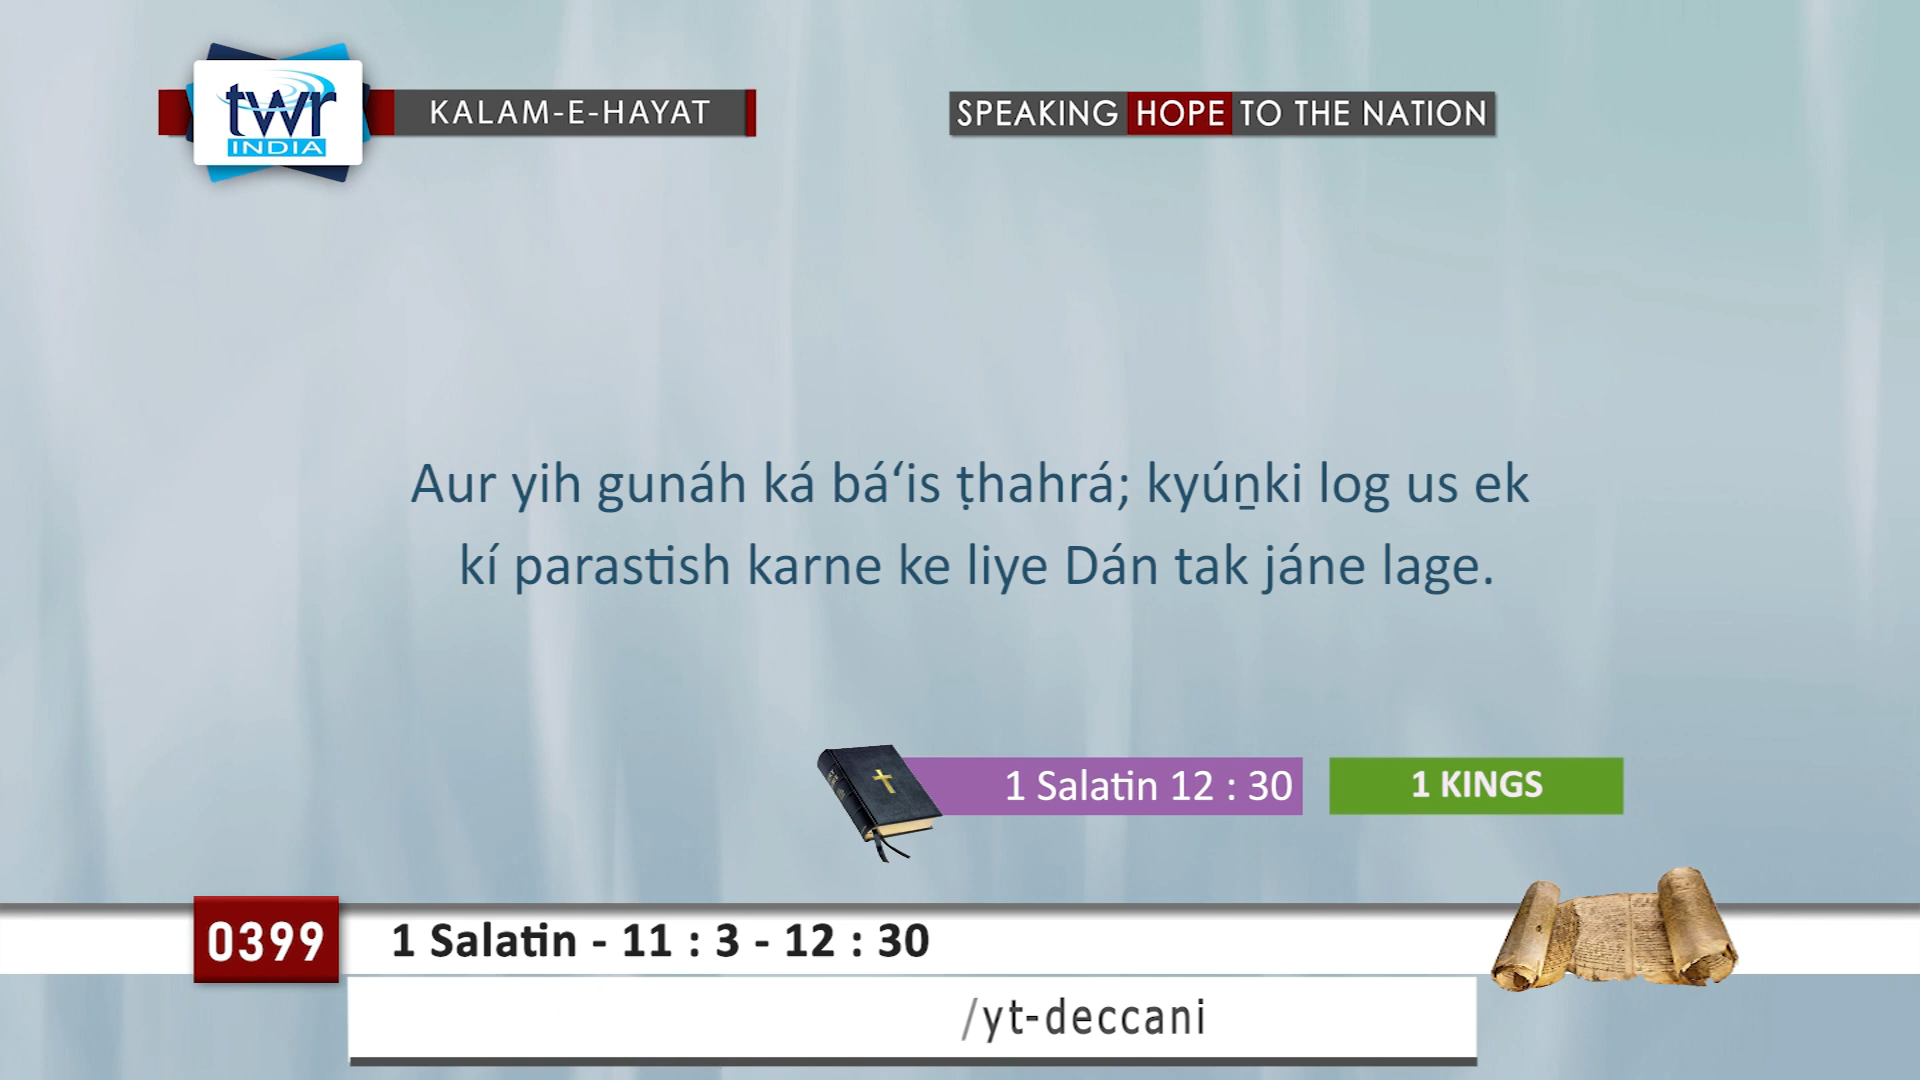 twr
INDIA
KALAM-E-HAYAT
SPEAKING HOPE TO THE NATION
Aur yih gunáh ká bá‘is ṭhahrá; kyúṉki log us ek
kí parastish karne ke liye Dán tak jáne lage.
1 Salatin 12 : 30
1 KINGS
0399
1 Salatin - 11 : 3 - 12 : 30
/yt-deccani